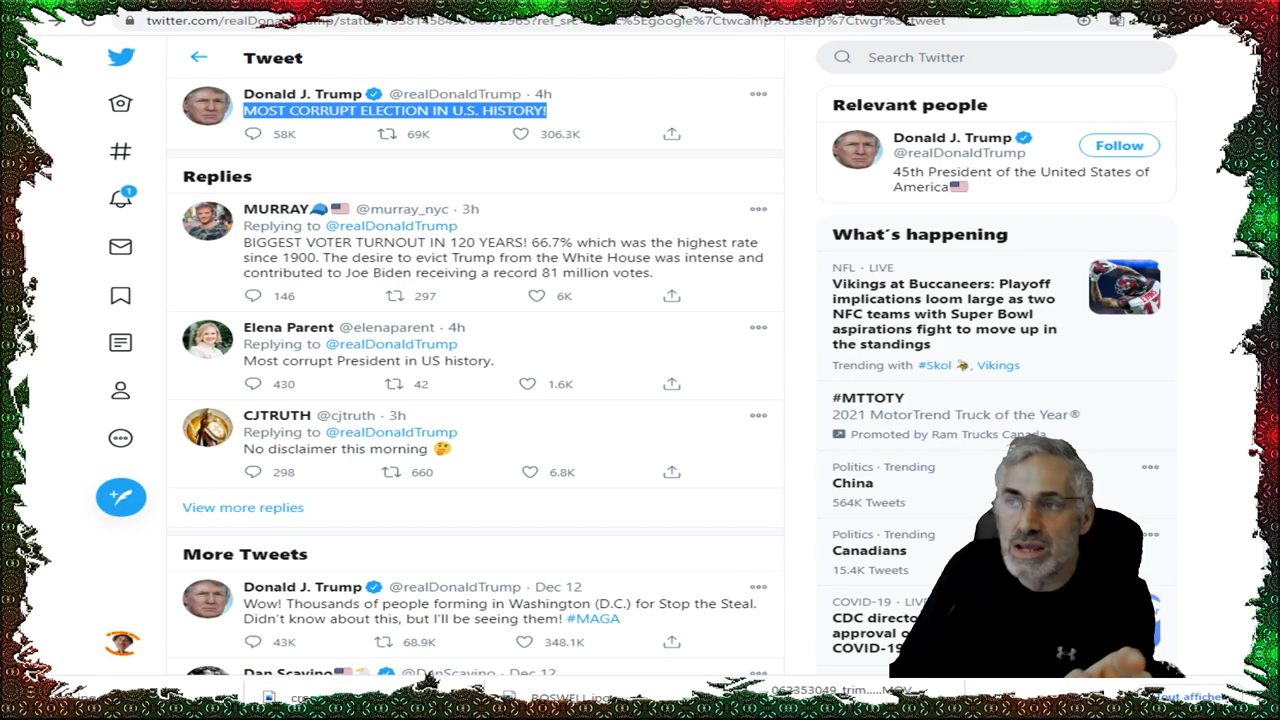 Tweet
Donald J. Trump @realDonaldTrump · 4h
MOST CORRUPT ELECTION IN U.S. HISTORY!
58K 69K 306.3K
Replies
MURRAY @murray_nyc · 3h
Replying to @realDonaldTrump
BIGGEST VOTER TURNOUT IN 120 YEARS! 66.7% which was the highest rate
since 1900. The desire to evict Trump from the White House was intense and
contributed to Joe Biden receiving a record 81 million votes.
146 297 6K
Elena Parent @elenaparent · 4h
Replying to @realDonaldTrump
Most corrupt President in US history.
430 42 1.6K
CJTRUTH @cjtruth · 3h
Replying to @realDonaldTrump
No disclaimer this morning 🤔
298 660 6.8K
View more replies
More Tweets
Donald J. Trump @realDonaldTrump · Dec 12
Wow! Thousands of people forming in Washington (D.C.) for Stop the Steal.
Didn't know about this, but I'll be seeing them! #MAGA
43K 68.9K 348.1K
Dan Scavino @DanScavino · Dec 12
1
Search Twitter
Relevant people
Donald J. Trump
Follow
@realDonaldTrump
45th President of the United States of
America
What's happening
NFL · LIVE
Vikings at Buccaneers: Playoff
implications loom large as two
NFC teams with Super Bowl
aspirations fight to move up in
the standings
Trending with #Skol, Vikings
#MTTOTY
2021 MotorTrend Truck of the Year®
Promoted by Ram Trucks Canada
Politics · Trending
China
564K Tweets
Politics · Trending
Canadians
15.4K Tweets
COVID-19 · LIVE
CDC directo
approval o
COVID-19
BOSWELL.jpg